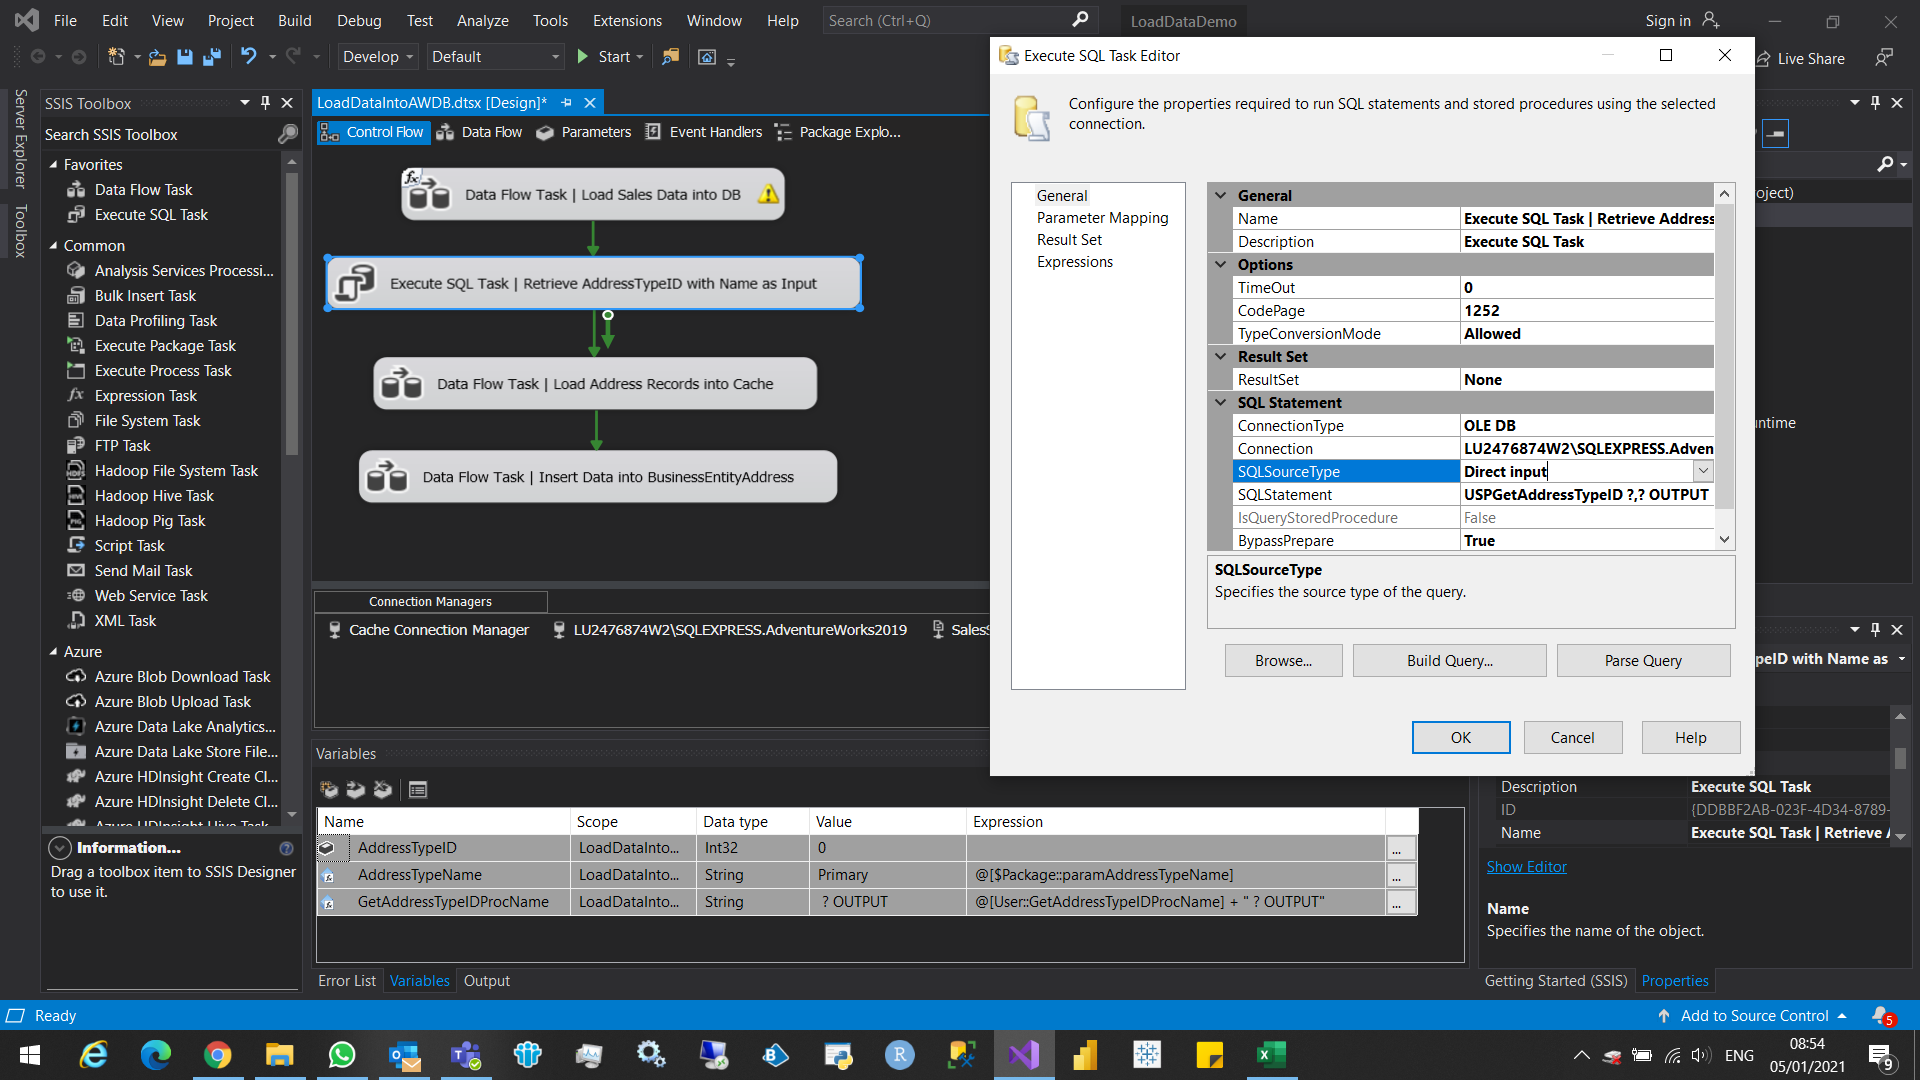 File Edit View Project Build Debug Test Analyze Tools Extensions Window Help Search (Ctrl+Q) LoadDataDemo Sign in
Develop Default Start Live Share
Execute SQL Task Editor
Configure the properties required to run SQL statements and stored procedures using the selected
connection.
General
Parameter Mapping
Result Set
Expressions
General
Name Execute SQL Task | Retrieve Address
Description Execute SQL Task
Options
TimeOut 0
CodePage 1252
TypeConversionMode Allowed
Result Set
ResultSet None
SQL Statement
ConnectionType OLE DB
Connection LU2476874W2\SQLEXPRESS.Adven
SQLSourceType Direct input
SQLStatement USPGetAddressTypeID ?,? OUTPUT
IsQueryStoredProcedure False
BypassPrepare True
SQLSourceType
Specifies the source type of the query.
Browse... Build Query... Parse Query
OK Cancel Help
Server Explorer
Toolbox
SSIS Toolbox
Search SSIS Toolbox
Favorites
Data Flow Task
Execute SQL Task
Common
Analysis Services Processi...
Bulk Insert Task
Data Profiling Task
Execute Package Task
Execute Process Task
Expression Task
File System Task
FTP Task
Hadoop File System Task
Hadoop Hive Task
Hadoop Pig Task
Script Task
Send Mail Task
Web Service Task
XML Task
Azure
Azure Blob Download Task
Azure Blob Upload Task
Azure Data Lake Analytics...
Azure Data Lake Store File...
Azure HDInsight Create Cl...
Azure HDInsight Delete Cl...
Azure HDInsight Hive Task
Information...
Drag a toolbox item to SSIS Designer
to use it.
LoadDataIntoAWDB.dtsx [Design]*
Control Flow Data Flow Parameters Event Handlers Package Explo...
fx Data Flow Task | Load Sales Data into DB
Execute SQL Task | Retrieve AddressTypeID with Name as Input
Data Flow Task | Load Address Records into Cache
Data Flow Task | Insert Data into BusinessEntityAddress
Connection Managers
Cache Connection Manager LU2476874W2\SQLEXPRESS.AdventureWorks2019 SalesS
Variables
Name Scope Data type Value Expression
AddressTypeID LoadDataInto... Int32 0 ...
AddressTypeName LoadDataInto... String Primary @[$Package::paramAddressTypeName] ...
GetAddressTypeIDProcName LoadDataInto... String ? OUTPUT @[User::GetAddressTypeIDProcName] + " ? OUTPUT" ...
Error List Variables Output
oject)
untime
peID with Name as
Description Execute SQL Task
ID {DDBBF2AB-023F-4D34-8789-
Name Execute SQL Task | Retrieve A
Show Editor
Name
Specifies the name of the object.
Getting Started (SSIS) Properties
Ready Add to Source Control 5
ENG 08:54
05/01/2021
9